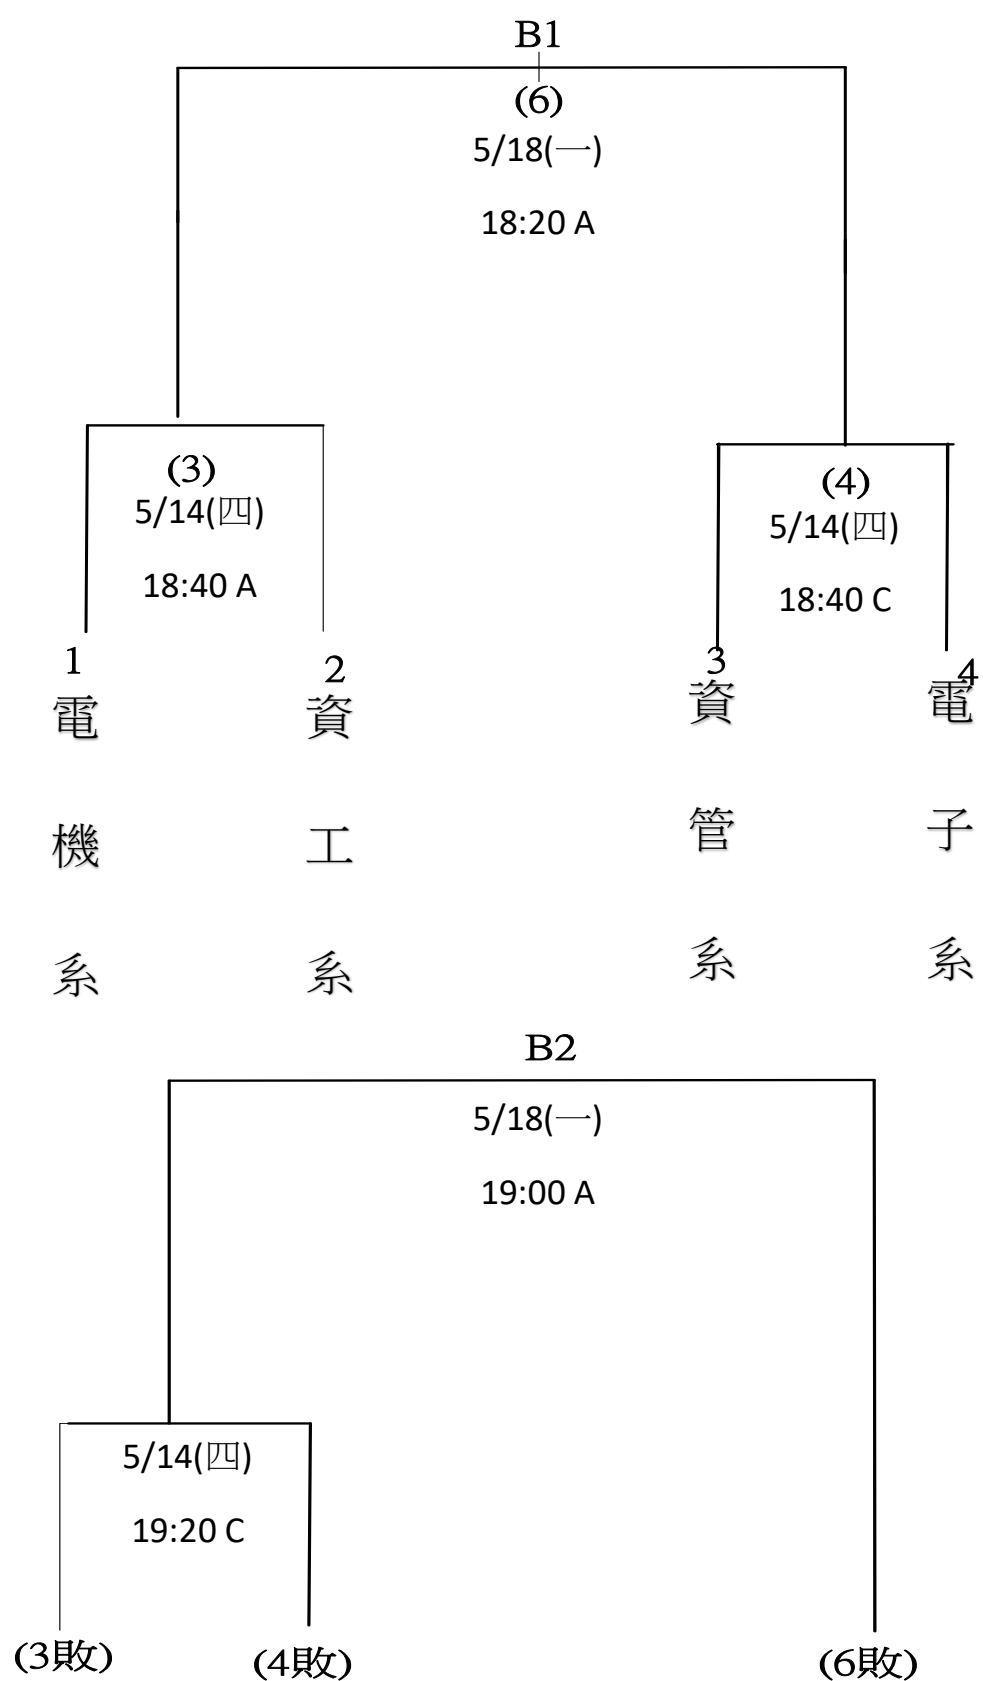 B1
(6)
5/18(一)
18:20 A
(3)
5/14(四)
18:40 A
(4)
5/14(四)
18:40 C
1
電機系
2
資工系
3
資管系
4
電子系
B2
5/18(一)
19:00 A
5/14(四)
19:20 C
(3敗)
(4敗)
(6敗)